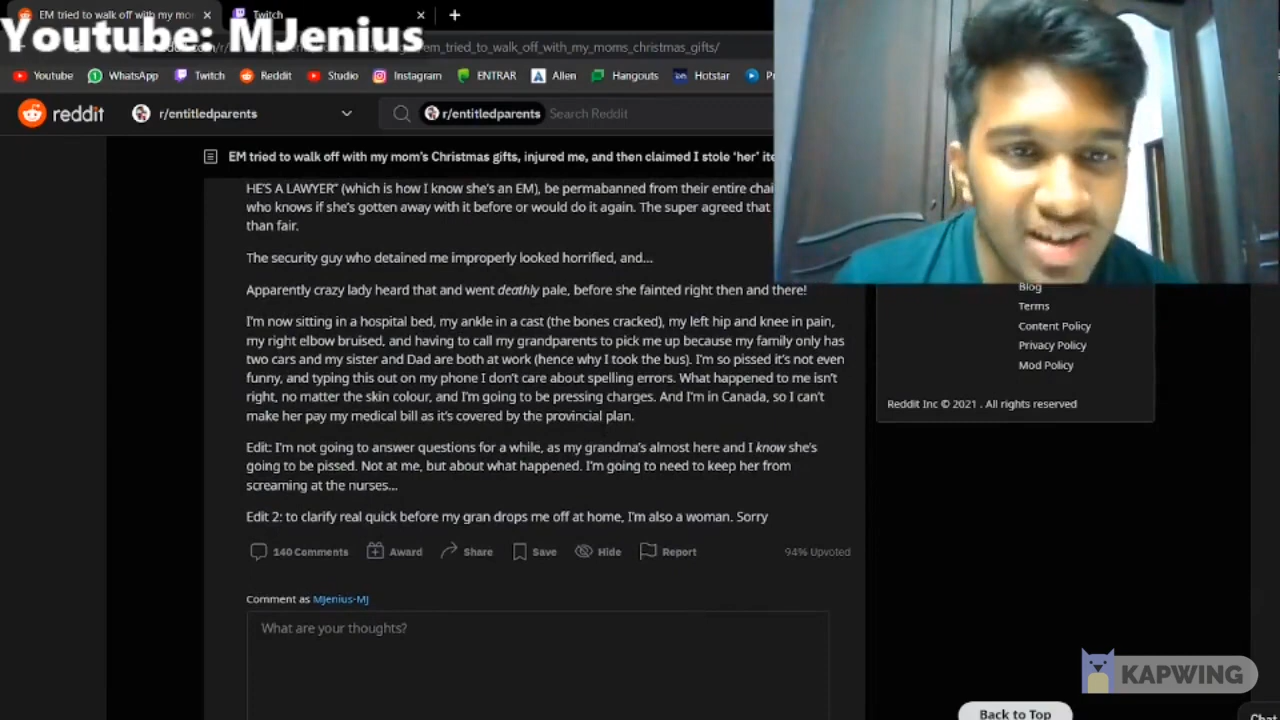 EM tried to walk off with my mo
Twitch
Youtube: MJenius
em_tried_to_walk_off_with_my_moms_christmas_gifts/
Youtube WhatsApp Twitch Reddit Studio Instagram ENTRAR Allen Hangouts Hotstar
reddit r/entitledparents r/entitledparents Search Reddit
EM tried to walk off with my mom's Christmas gifts, injured me, and then claimed I stole 'her'
HE'S A LAWYER" (which is how I know she's an EM), be permabanned from their entire
who knows if she's gotten away with it before or would do it again. The super agreed that
than fair.
The security guy who detained me improperly looked horrified, and...
Apparently crazy lady heard that and went deathly pale, before she fainted right then and there!
I'm now sitting in a hospital bed, my ankle in a cast (the bones cracked), my left hip and knee in pain,
my right elbow bruised, and having to call my grandparents to pick me up because my family only has
two cars and my sister and Dad are both at work (hence why I took the bus). I'm so pissed it's not even
funny, and typing this out on my phone I don't care about spelling errors. What happened to me isn't
right, no matter the skin colour, and I'm going to be pressing charges. And I'm in Canada, so I can't
make her pay my medical bill as it's covered by the provincial plan.
Edit: I'm not going to answer questions for a while, as my grandma's almost here and I know she's
going to be pissed. Not at me, but about what happened. I'm going to need to keep her from
screaming at the nurses...
Edit 2: to clarify real quick before my gran drops me off at home, I'm also a woman. Sorry
140 Comments Award Share Save Hide Report 94% Upvoted
Comment as MJenius-MJ
What are your thoughts?
Blog
Terms
Content Policy
Privacy Policy
Mod Policy
Reddit Inc © 2021 . All rights reserved
KAPWING
Back to Top